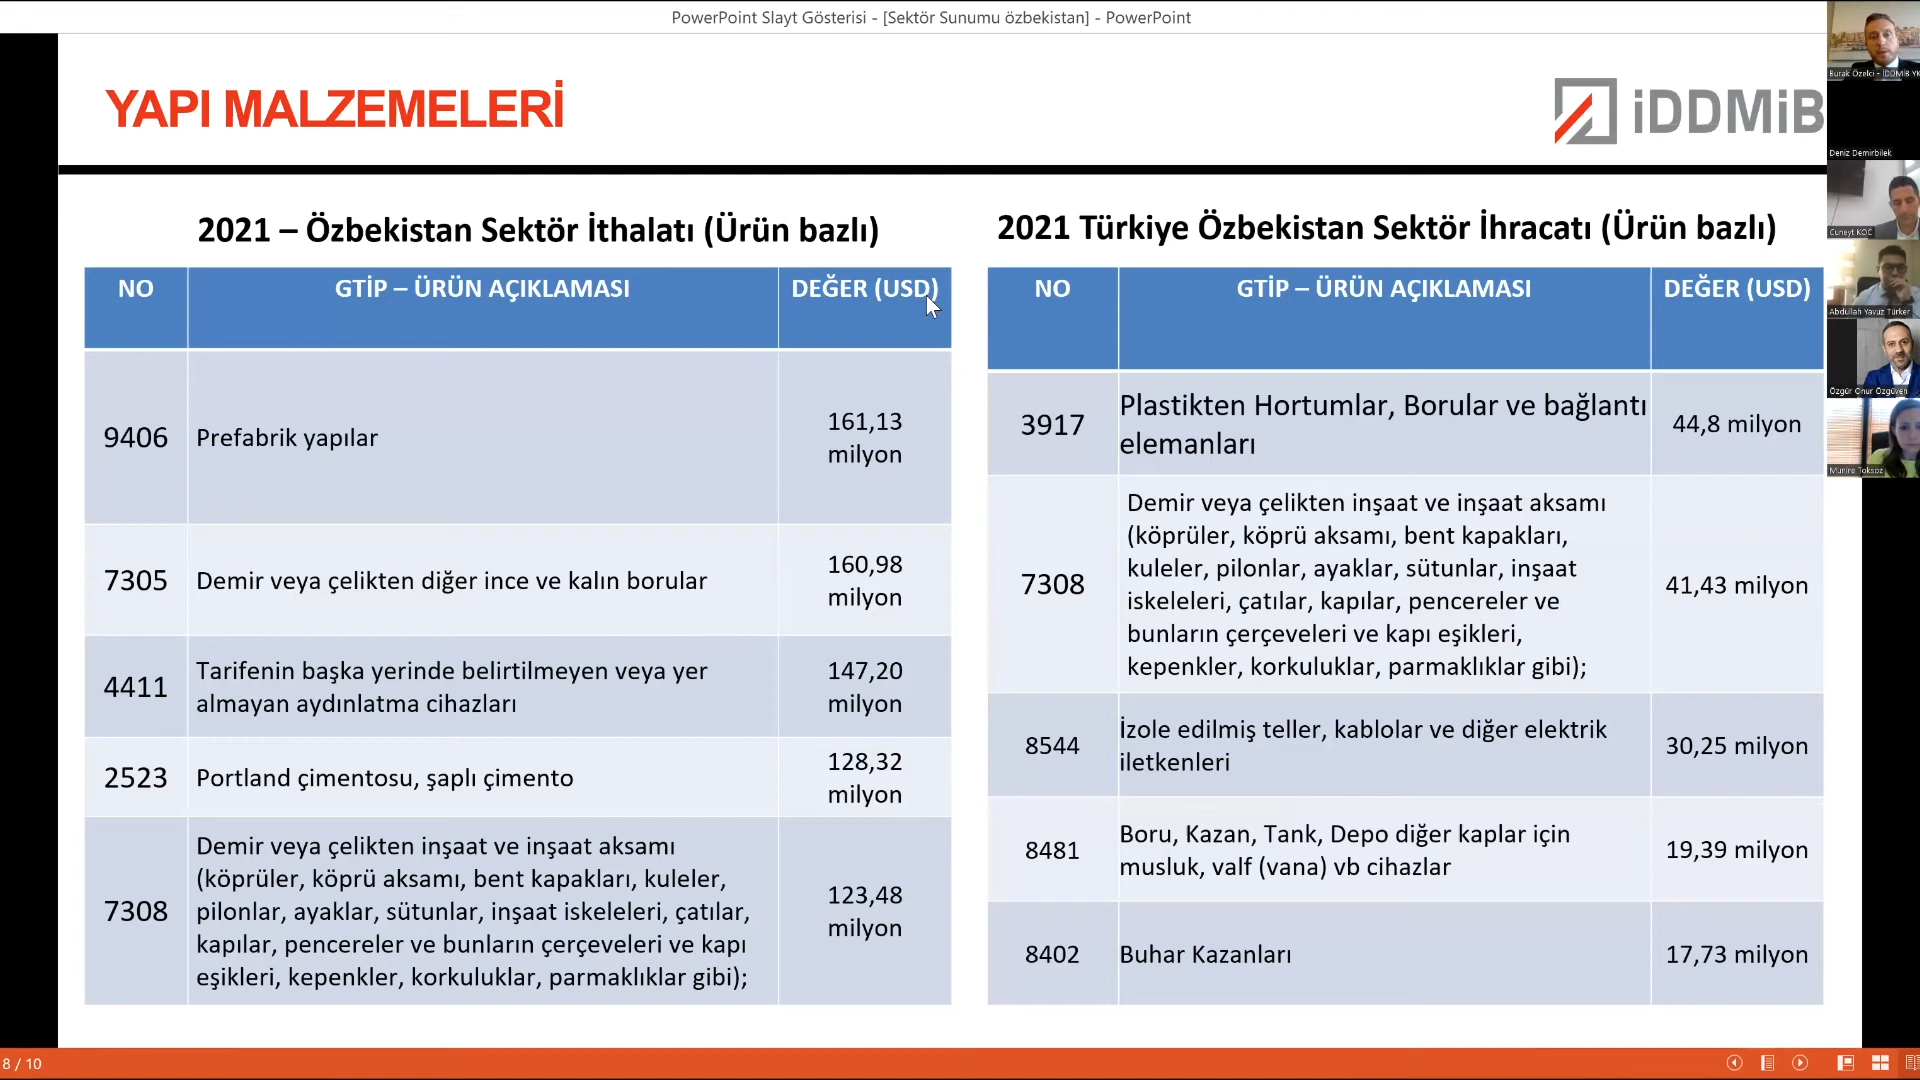 PowerPoint Slayt Gösterisi - [Sektör Sunumu özbekistan] - PowerPoint
YAPI MALZEMELERİ
iDDMiB
2021 – Özbekistan Sektör İthalatı (Ürün bazlı)
NO
GTİP – ÜRÜN AÇIKLAMASI
DEĞER (USD)
9406
Prefabrik yapılar
161,13
milyon
7305
Demir veya çelikten diğer ince ve kalın borular
160,98
milyon
4411
Tarifenin başka yerinde belirtilmeyen veya yer
almayan aydınlatma cihazları
147,20
milyon
2523
Portland çimentosu, şaplı çimento
128,32
milyon
7308
Demir veya çelikten inşaat ve inşaat aksamı
(köprüler, köprü aksamı, bent kapakları, kuleler,
pilonlar, ayaklar, sütunlar, inşaat iskeleleri, çatılar,
kapılar, pencereler ve bunların çerçeveleri ve kapı
eşikleri, kepenkler, korkuluklar, parmaklıklar gibi);
123,48
milyon
2021 Türkiye Özbekistan Sektör İhracatı (Ürün bazlı)
NO
GTİP – ÜRÜN AÇIKLAMASI
DEĞER (USD)
3917
Plastikten Hortumlar, Borular ve bağlantı
elemanları
44,8 milyon
7308
Demir veya çelikten inşaat ve inşaat aksamı
(köprüler, köprü aksamı, bent kapakları,
kuleler, pilonlar, ayaklar, sütunlar, inşaat
iskeleleri, çatılar, kapılar, pencereler ve
bunların çerçeveleri ve kapı eşikleri,
kepenkler, korkuluklar, parmaklıklar gibi);
41,43 milyon
8544
İzole edilmiş teller, kablolar ve diğer elektrik
iletkenleri
30,25 milyon
8481
Boru, Kazan, Tank, Depo diğer kaplar için
musluk, valf (vana) vb cihazlar
19,39 milyon
8402
Buhar Kazanları
17,73 milyon
Burak Özelci - İDDMİB YK
Deniz Demirbilek
Cuneyt KOC
Abdullah Yavuz Türker
Özgür Onur Özgüven
Munire Toksöz
8 / 10